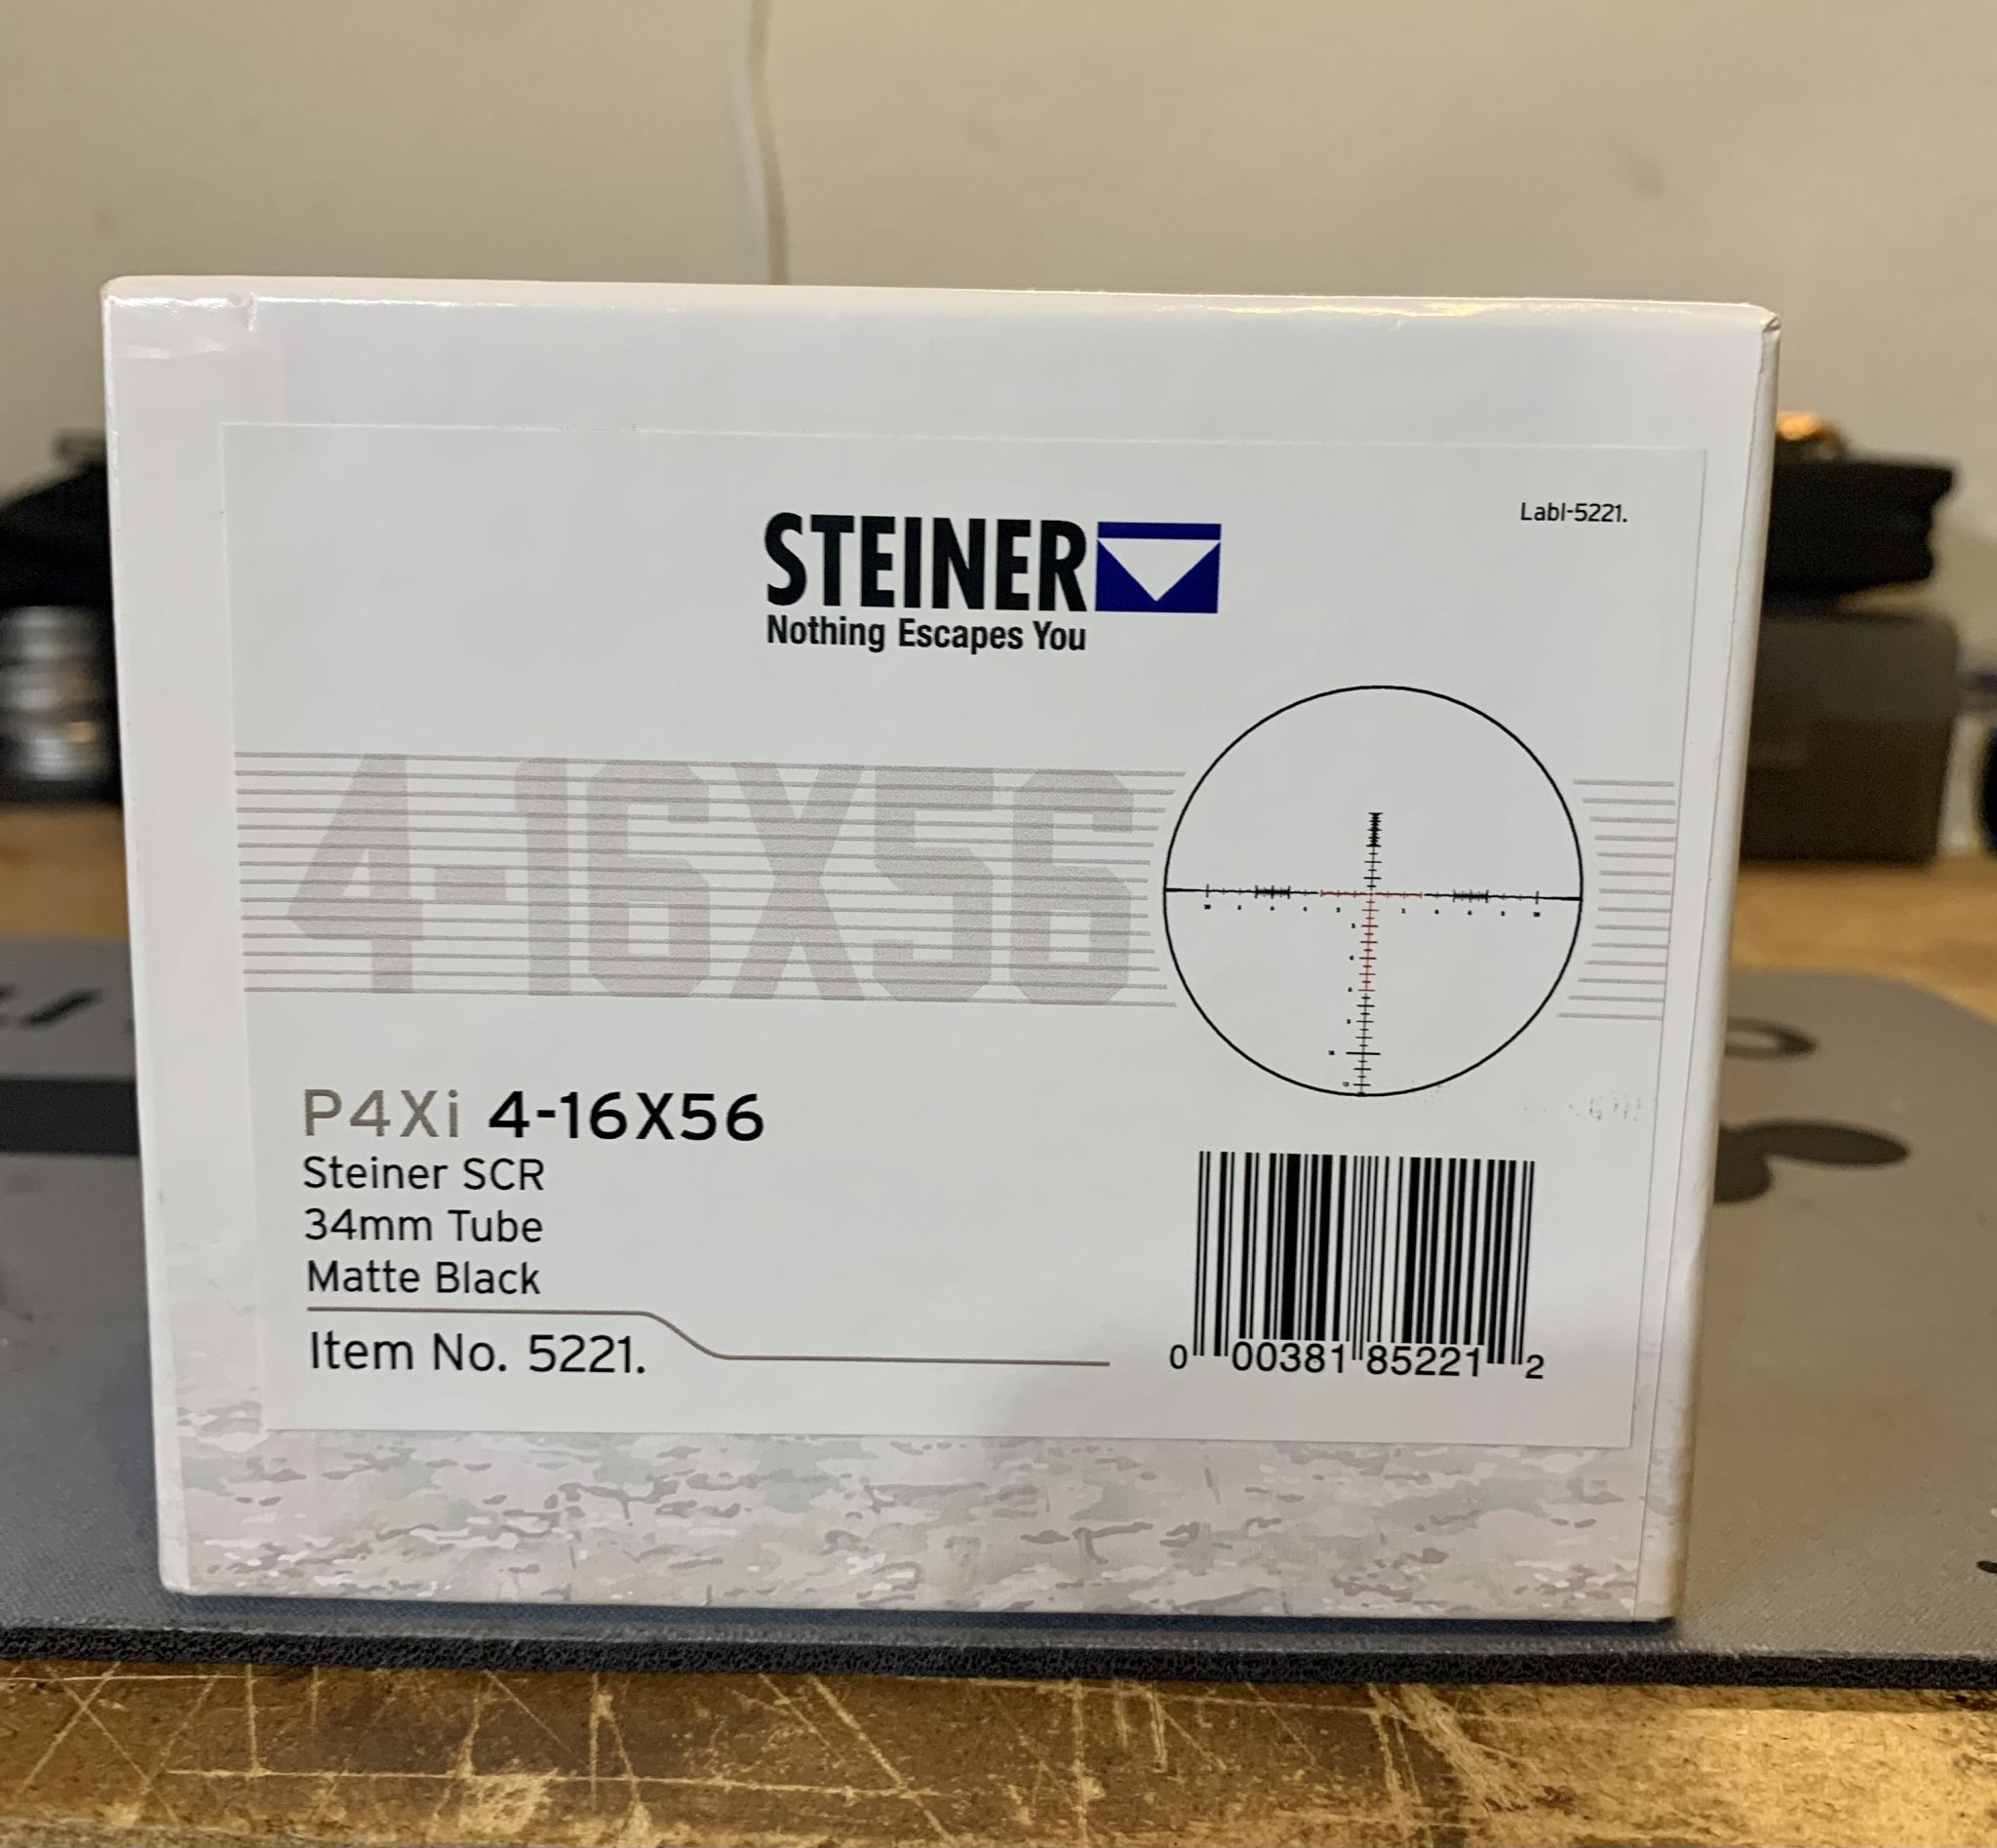 Labl-5221.
STEINER
Nothing Escapes You
4-16X56
P4Xi 4-16X56
Steiner SCR
34mm Tube
Matte Black
Item No. 5221.
0 00381 85221 2